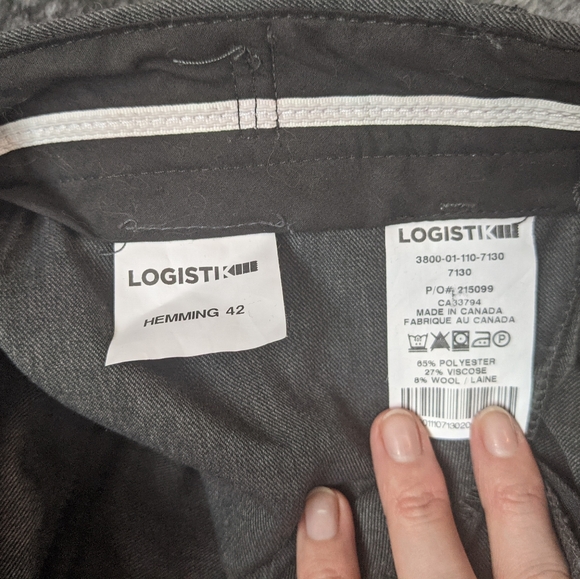 LOGISTIK
HEMMING 42
LOGISTIK
3800-01-110-7130
7130
P/O#: 215099
CA33794
MADE IN CANADA
FABRIQUE AU CANADA
65% POLYESTER
27% VISCOSE
8% WOOL / LAINE